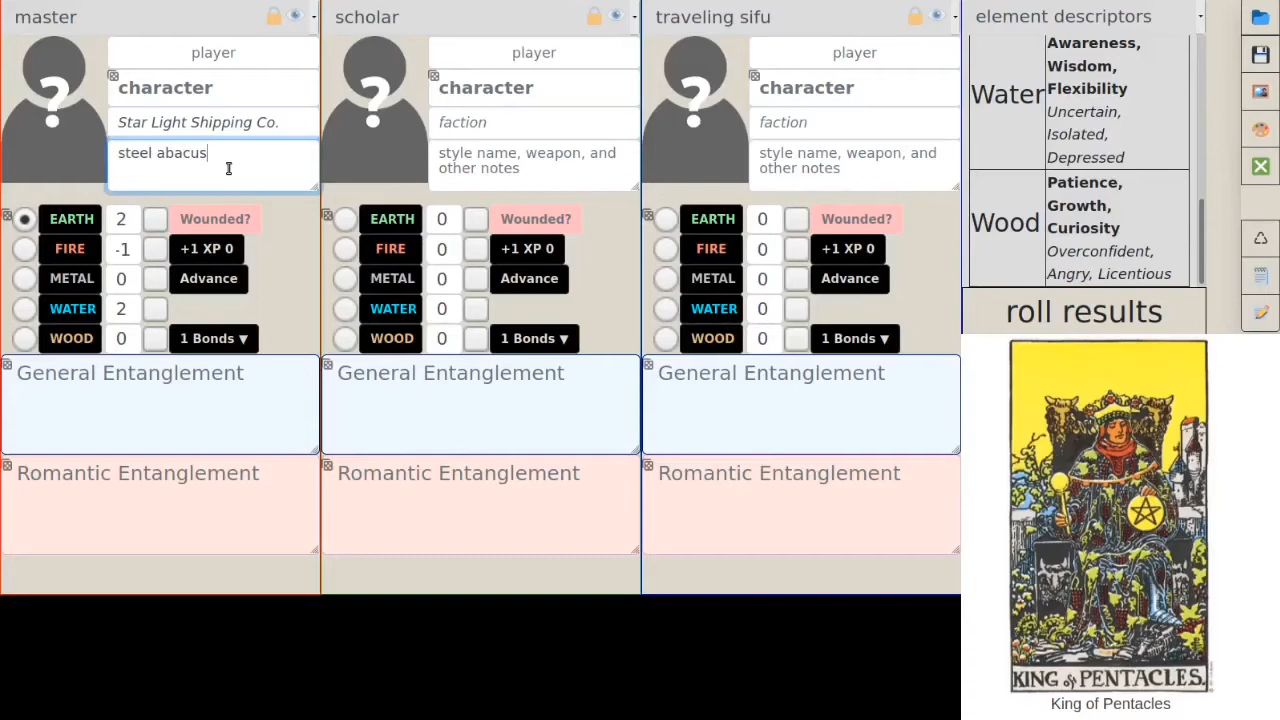 master
player
character
Star Light Shipping Co.
steel abacus
EARTH 2 Wounded?
FIRE -1 +1 XP 0
METAL 0 Advance
WATER 2
WOOD 0 1 Bonds ▼
General Entanglement
Romantic Entanglement
scholar
player
character
faction
style name, weapon, and
other notes
EARTH 0 Wounded?
FIRE 0 +1 XP 0
METAL 0 Advance
WATER 0
WOOD 0 1 Bonds ▼
General Entanglement
Romantic Entanglement
traveling sifu
player
character
faction
style name, weapon, and
other notes
EARTH 0 Wounded?
FIRE 0 +1 XP 0
METAL 0 Advance
WATER 0
WOOD 0 1 Bonds ▼
General Entanglement
Romantic Entanglement
element descriptors
Water
Awareness,
Wisdom,
Flexibility
Uncertain,
Isolated,
Depressed
Wood
Patience,
Growth,
Curiosity
Overconfident,
Angry, Licentious
roll results
KING of PENTACLES.
King of Pentacles